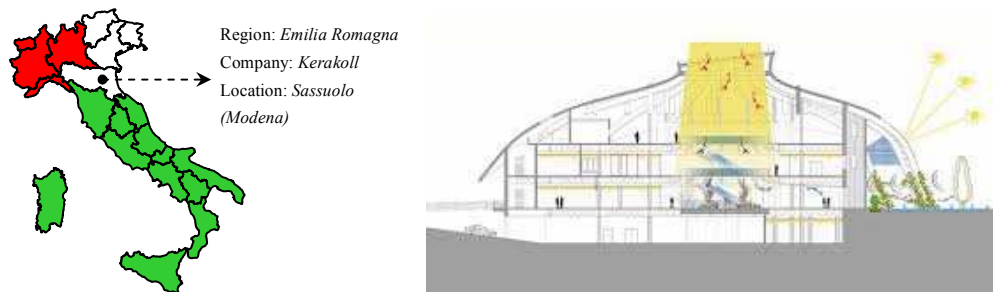 Region: Emilia Romagna
Company: Kerakoll
Location: Sassuolo
(Modena)